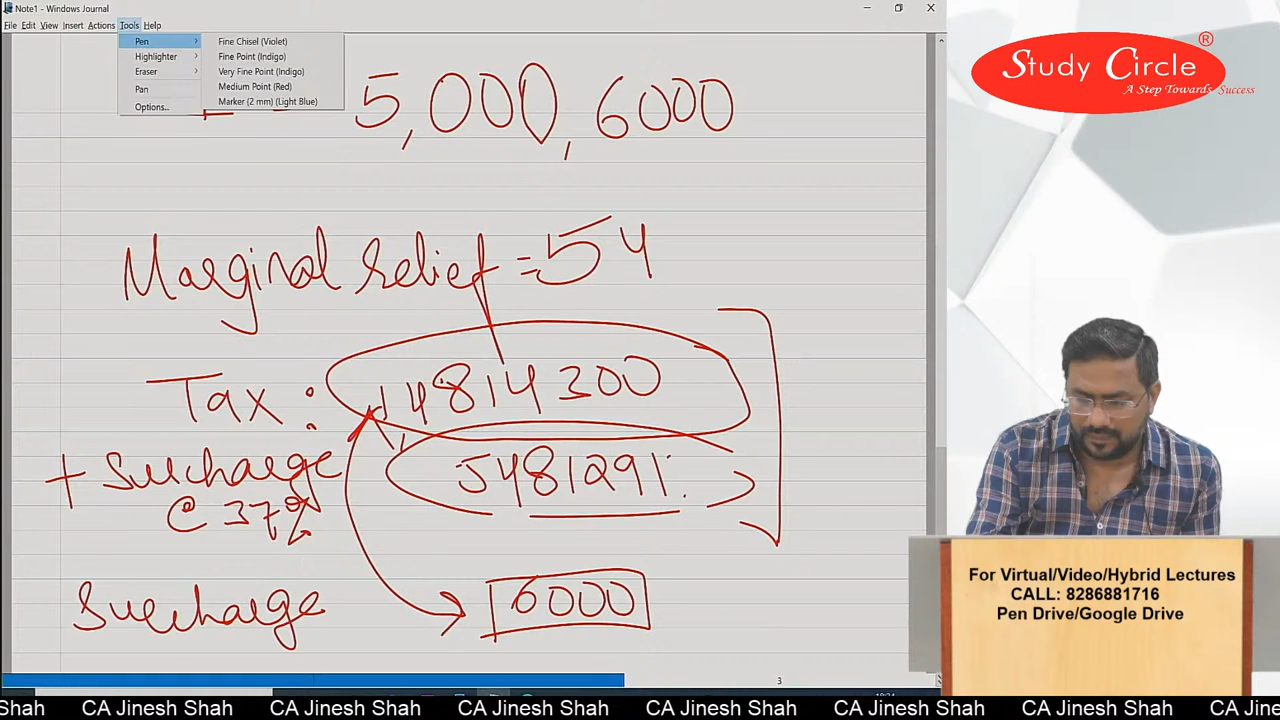 Note1 - Windows Journal
File Edit View Insert Actions Tools Help
Pen
Highlighter
Eraser
Pan
Options...
Fine Chisel (Violet)
Fine Point (Indigo)
Very Fine Point (Indigo)
Medium Point (Red)
Marker (2 mm) (Light Blue)
5,000, 6000
Marginal relief = 54
Tax : 14814300
+ Surcharge 5481291.
@ 37%
Surcharge 6000
3
Study Circle ®
A Step Towards Success
For Virtual/Video/Hybrid Lectures
CALL: 8286881716
Pen Drive/Google Drive
Shah CA Jinesh Shah CA Jinesh Shah CA Jinesh Shah CA Jinesh Shah CA Jinesh Shah CA Jinesh Shah